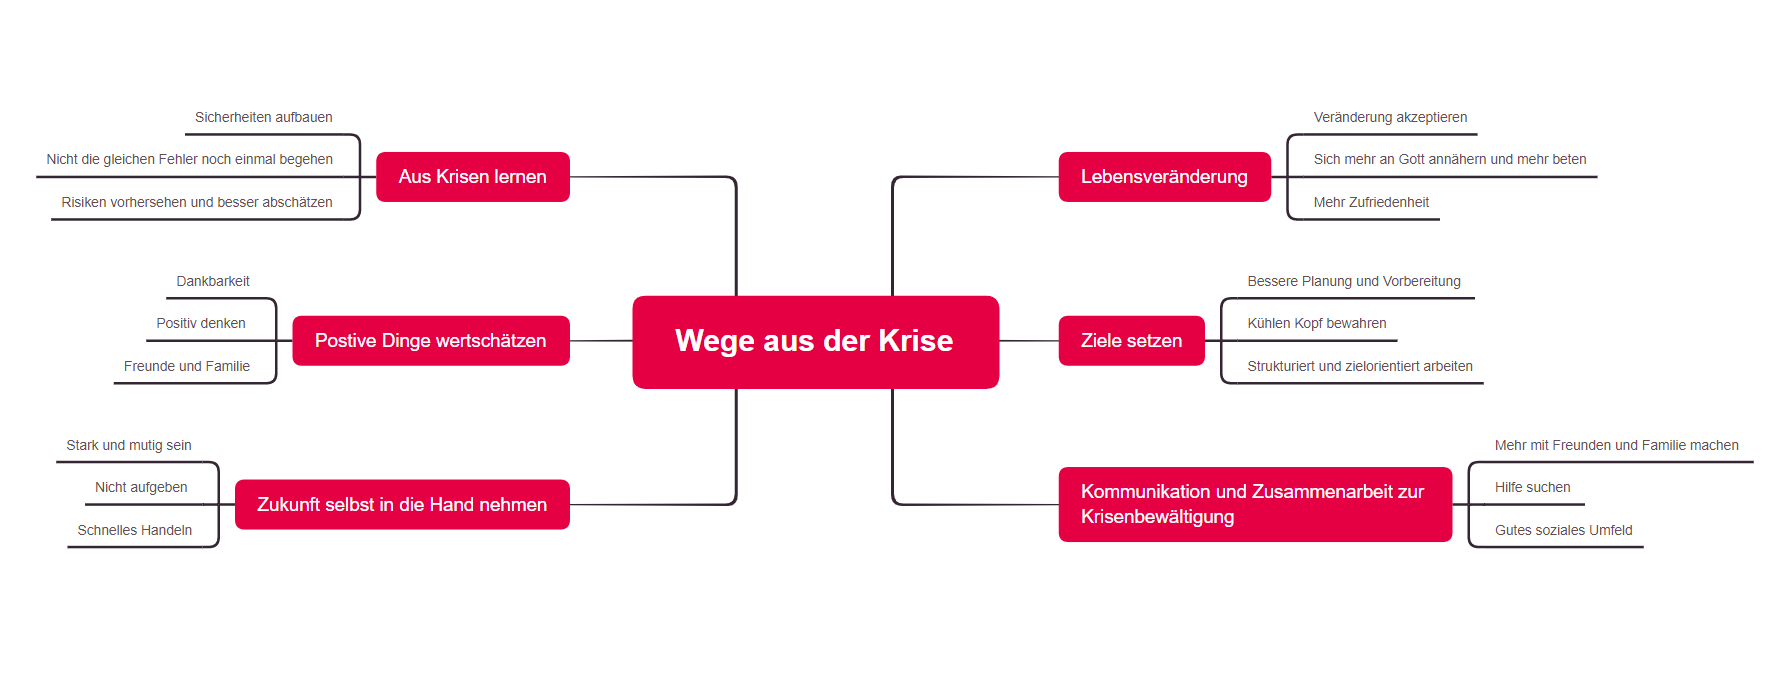 Sicherheiten aufbauen
Nicht die gleichen Fehler noch einmal begehen
Risiken vorhersehen und besser abschätzen
Aus Krisen lernen
Dankbarkeit
Positiv denken
Freunde und Familie
Postive Dinge wertschätzen
Stark und mutig sein
Nicht aufgeben
Schnelles Handeln
Zukunft selbst in die Hand nehmen
Wege aus der Krise
Lebensveränderung
Veränderung akzeptieren
Sich mehr an Gott annähern und mehr beten
Mehr Zufriedenheit
Ziele setzen
Bessere Planung und Vorbereitung
Kühlen Kopf bewahren
Strukturiert und zielorientiert arbeiten
Kommunikation und Zusammenarbeit zur
Krisenbewältigung
Mehr mit Freunden und Familie machen
Hilfe suchen
Gutes soziales Umfeld